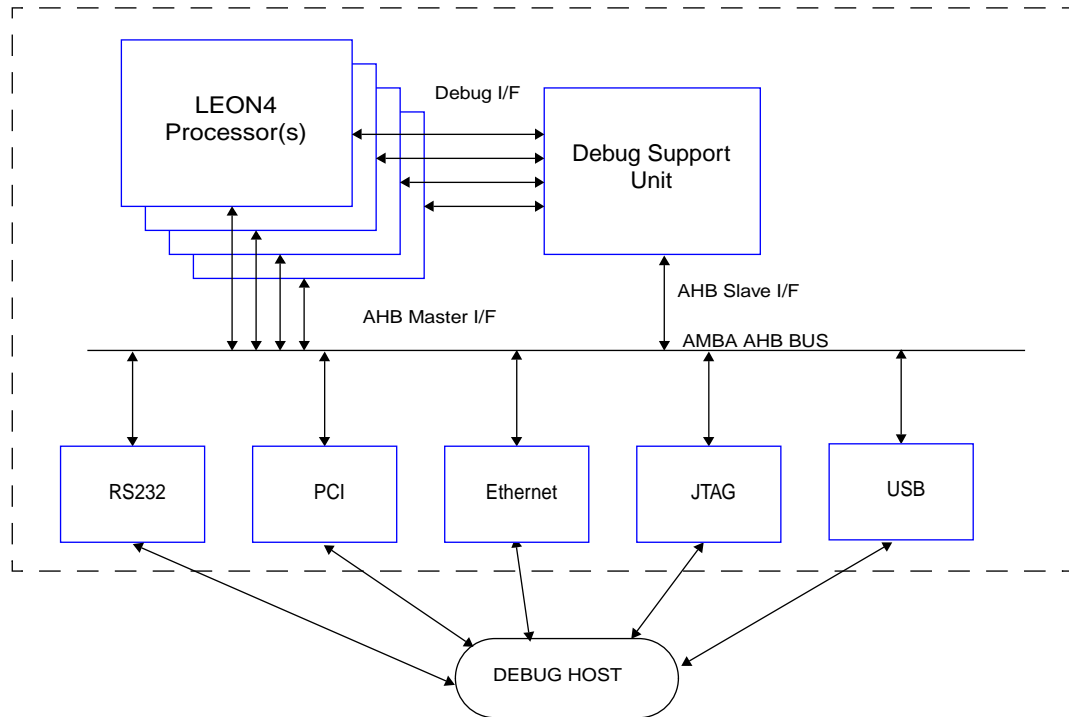 LEON4
Processor(s)
Debug I/F
Debug Support
Unit
AHB Slave I/F
AHB Master I/F
AMBA AHB BUS
RS232
PCI
Ethernet
JTAG
USB
DEBUG HOST